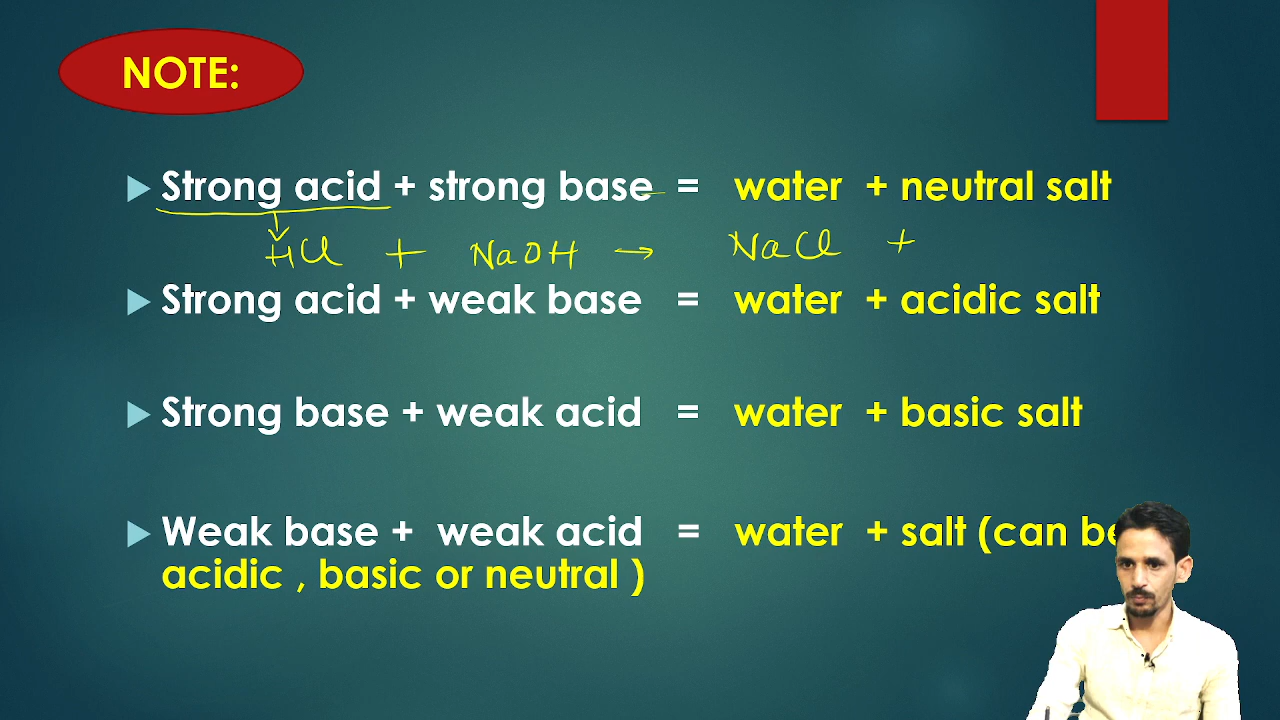 NOTE:
Strong acid + strong base = water + neutral salt
HCl + NaOH → NaCl +
Strong acid + weak base = water + acidic salt
Strong base + weak acid = water + basic salt
Weak base + weak acid = water + salt (can be
acidic , basic or neutral )